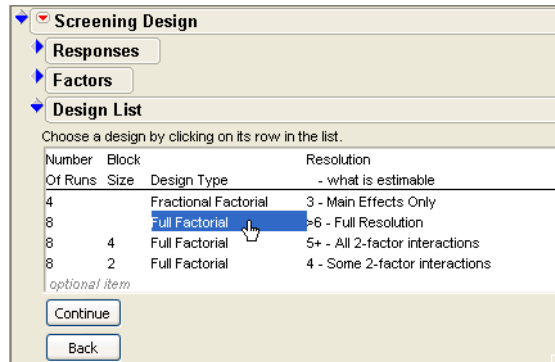 Screening Design
Responses
Factors
Design List
Choose a design by clicking on its row in the list.
Number Block Resolution
Of Runs Size Design Type - what is estimable
4 Fractional Factorial 3 - Main Effects Only
8 Full Factorial >6 - Full Resolution
8 4 Full Factorial 5+ - All 2-factor interactions
8 2 Full Factorial 4 - Some 2-factor interactions
optional item
Continue
Back